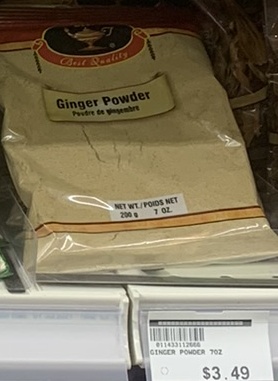 Best Quality
Ginger Powder
Poudre de gingembre
NET WT./POIDS NET
200 g 7 OZ.
011433112666
GINGER POWDER 7OZ
$3.49